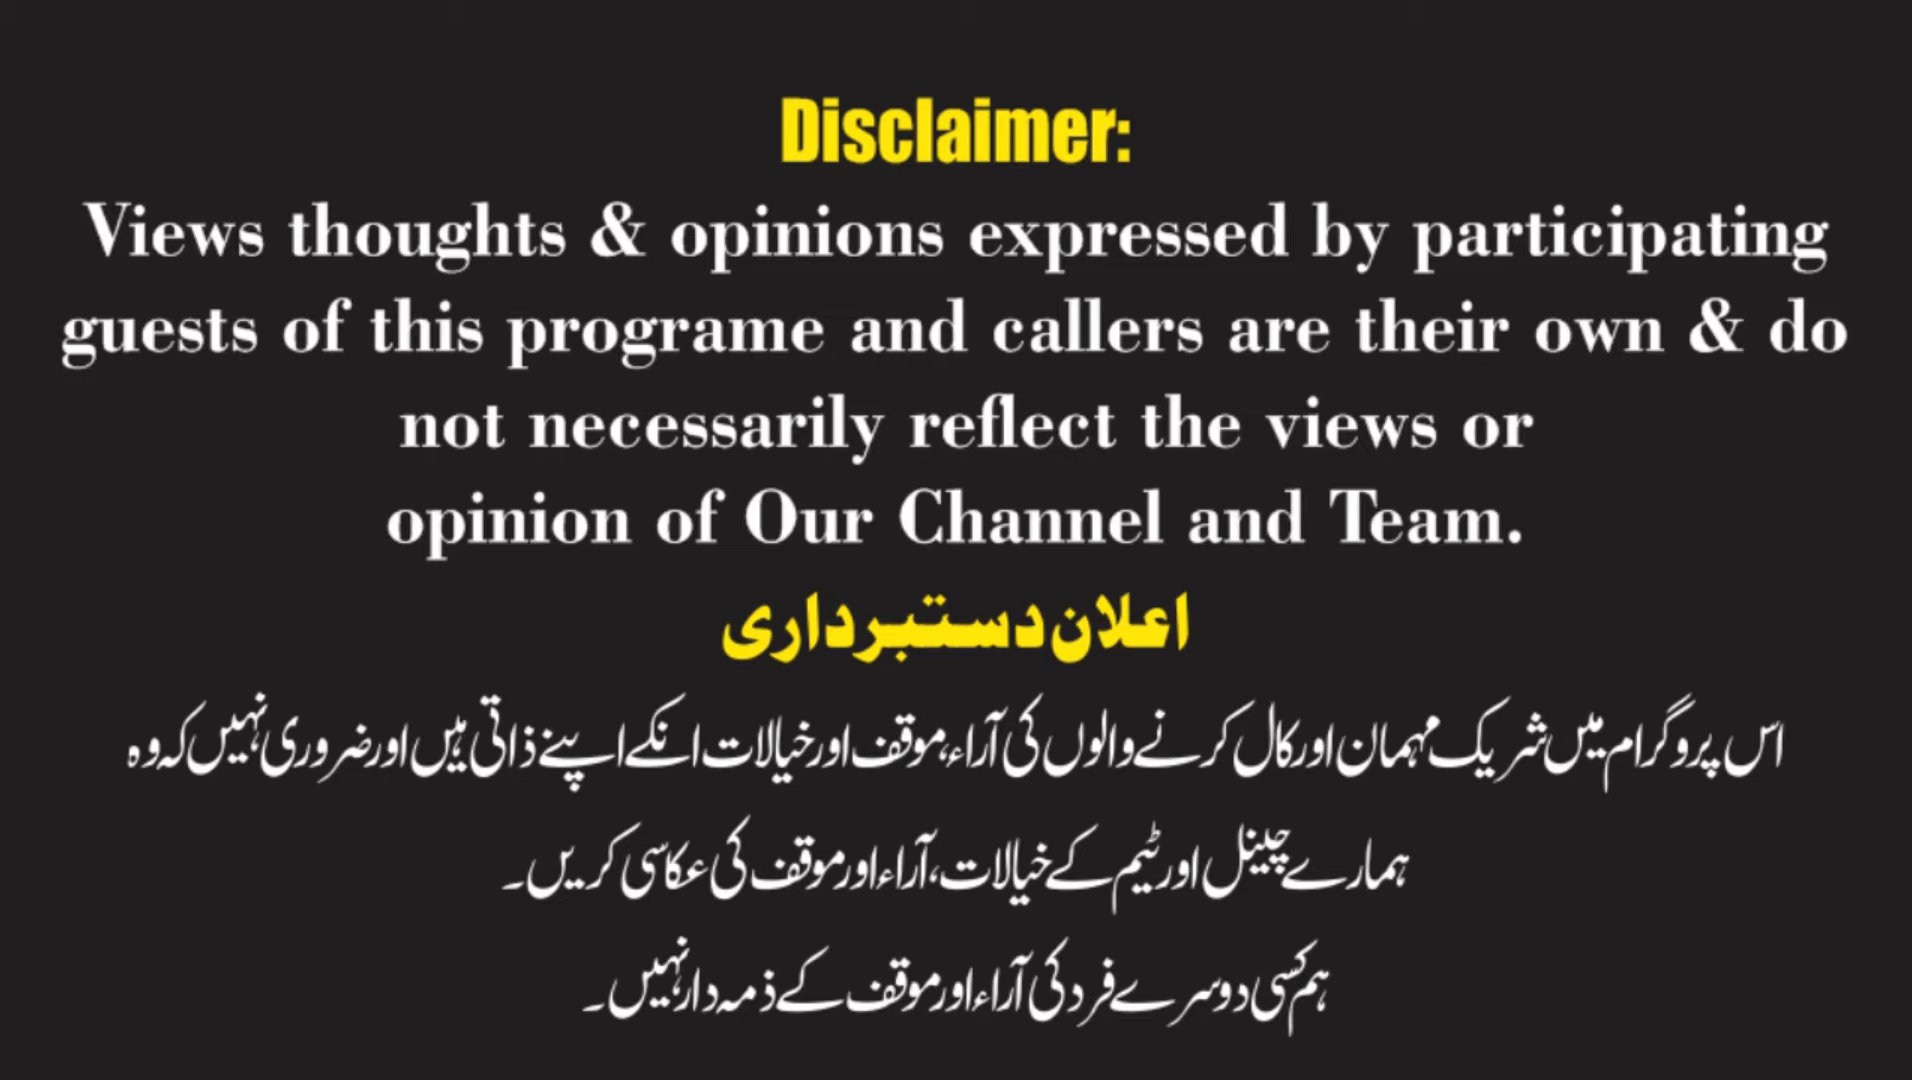 Disclaimer:
Views thoughts & opinions expressed by participating
guests of this programe and callers are their own & do
not necessarily reflect the views or
opinion of Our Channel and Team.
اعلان دستبرداری
اس پروگرام میں شریک مہمان اور کال کرنے والوں کی آراء، موقف اور خیالات انکے اپنے ذاتی ہیں اور ضروری نہیں کہ وہ
ہمارے چینل اور ٹیم کے خیالات، آراء اور موقف کی عکاسی کریں۔
ہم کسی دوسرے فرد کی آراء اور موقف کے ذمہ دار نہیں۔